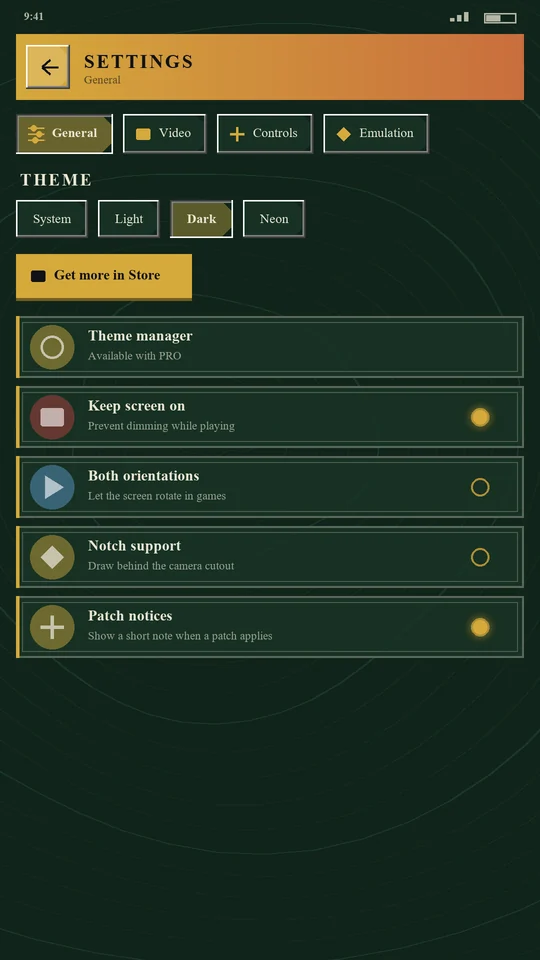 9:41
SETTINGS
General
General
Video
Controls
Emulation
THEME
System
Light
Dark
Neon
Get more in Store
Theme manager
Available with PRO
Keep screen on
Prevent dimming while playing
Both orientations
Let the screen rotate in games
Notch support
Draw behind the camera cutout
Patch notices
Show a short note when a patch applies